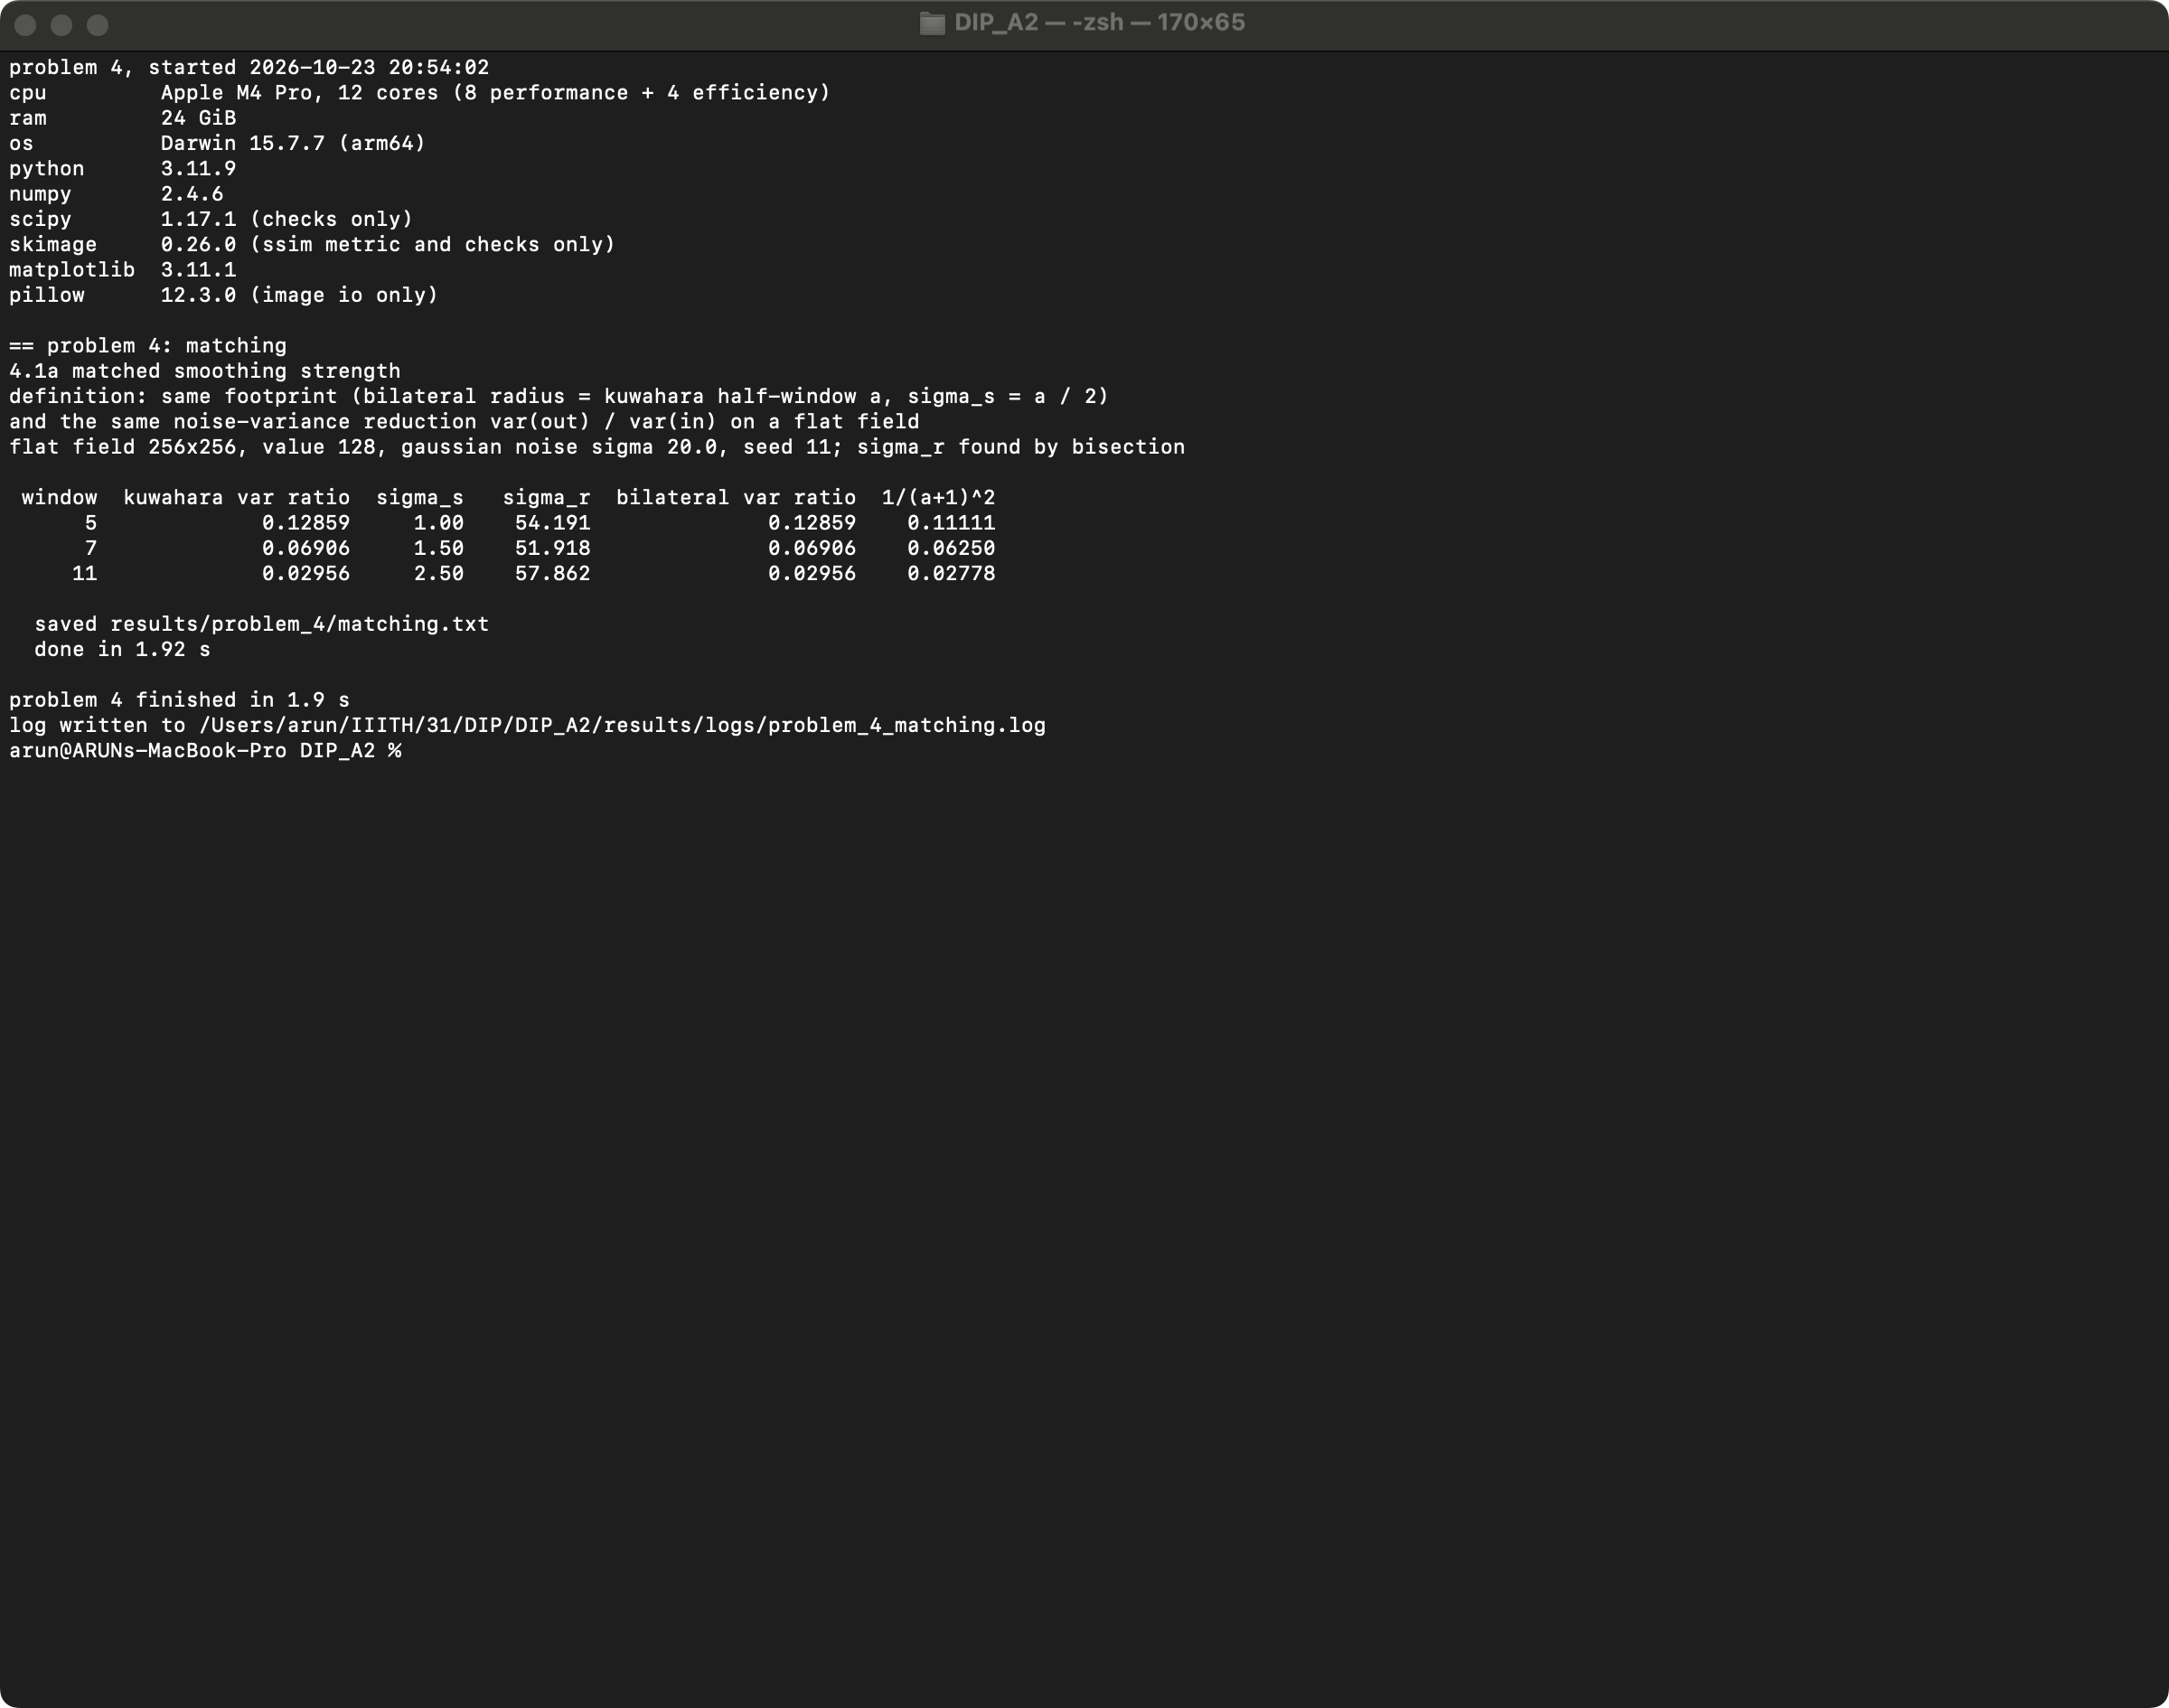 DIP_A2 — -zsh — 170×65
problem 4, started 2026-10-23 20:54:02
cpu         Apple M4 Pro, 12 cores (8 performance + 4 efficiency)
ram         24 GiB
os          Darwin 15.7.7 (arm64)
python      3.11.9
numpy       2.4.6
scipy       1.17.1 (checks only)
skimage     0.26.0 (ssim metric and checks only)
matplotlib  3.11.1
pillow      12.3.0 (image io only)
== problem 4: matching
4.1a matched smoothing strength
definition: same footprint (bilateral radius = kuwahara half-window a, sigma_s = a / 2)
and the same noise-variance reduction var(out) / var(in) on a flat field
flat field 256x256, value 128, gaussian noise sigma 20.0, seed 11; sigma_r found by bisection
 window  kuwahara var ratio  sigma_s   sigma_r  bilateral var ratio  1/(a+1)^2
      5             0.12859     1.00    54.191              0.12859    0.11111
      7             0.06906     1.50    51.918              0.06906    0.06250
     11             0.02956     2.50    57.862              0.02956    0.02778
  saved results/problem_4/matching.txt
  done in 1.92 s
problem 4 finished in 1.9 s
log written to /Users/arun/IIITH/31/DIP/DIP_A2/results/logs/problem_4_matching.log
arun@ARUNs-MacBook-Pro DIP_A2 %